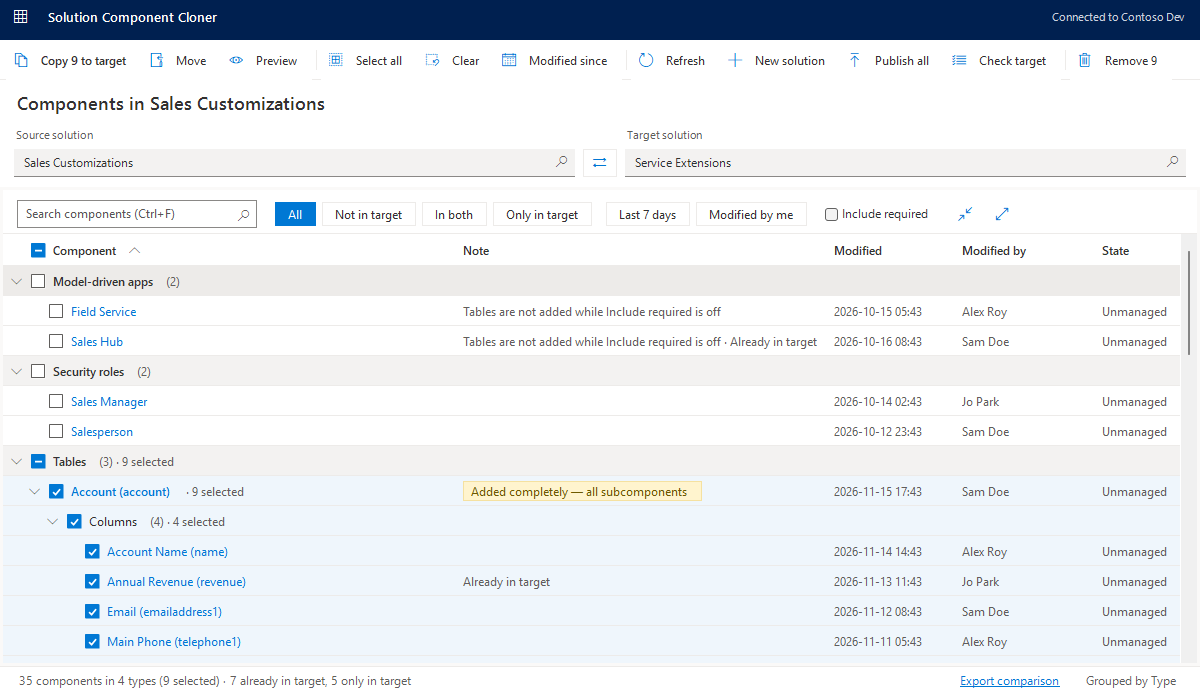 Solution Component Cloner Connected to Contoso Dev
Copy 9 to target Move Preview Select all Clear Modified since Refresh New solution Publish all Check target Remove 9
Components in Sales Customizations
Source solution Target solution
Sales Customizations Service Extensions
Search components (Ctrl+F) All Not in target In both Only in target Last 7 days Modified by me Include required
Component Note Modified Modified by State
Model-driven apps (2)
Field Service Tables are not added while Include required is off 2026-10-15 05:43 Alex Roy Unmanaged
Sales Hub Tables are not added while Include required is off · Already in target 2026-10-16 08:43 Sam Doe Unmanaged
Security roles (2)
Sales Manager 2026-10-14 02:43 Jo Park Unmanaged
Salesperson 2026-10-12 23:43 Sam Doe Unmanaged
Tables (3) · 9 selected
Account (account) · 9 selected Added completely — all subcomponents 2026-11-15 17:43 Sam Doe Unmanaged
Columns (4) · 4 selected
Account Name (name) 2026-11-14 14:43 Alex Roy Unmanaged
Annual Revenue (revenue) Already in target 2026-11-13 11:43 Jo Park Unmanaged
Email (emailaddress1) 2026-11-12 08:43 Sam Doe Unmanaged
Main Phone (telephone1) 2026-11-11 05:43 Alex Roy Unmanaged
35 components in 4 types (9 selected) · 7 already in target, 5 only in target Export comparison Grouped by Type